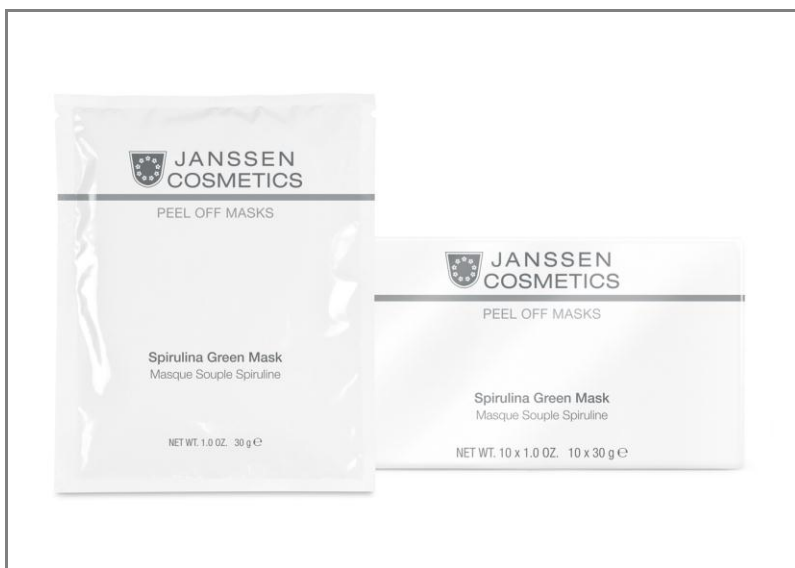 JANSSEN
COSMETICS
PEEL OFF MASKS
Spirulina Green Mask
Masque Souple Spiruline
NET WT. 1.0 OZ. 30 g ℮
JANSSEN
COSMETICS
PEEL OFF MASKS
Spirulina Green Mask
Masque Souple Spiruline
NET WT. 10 x 1.0 OZ. 10 x 30 g ℮